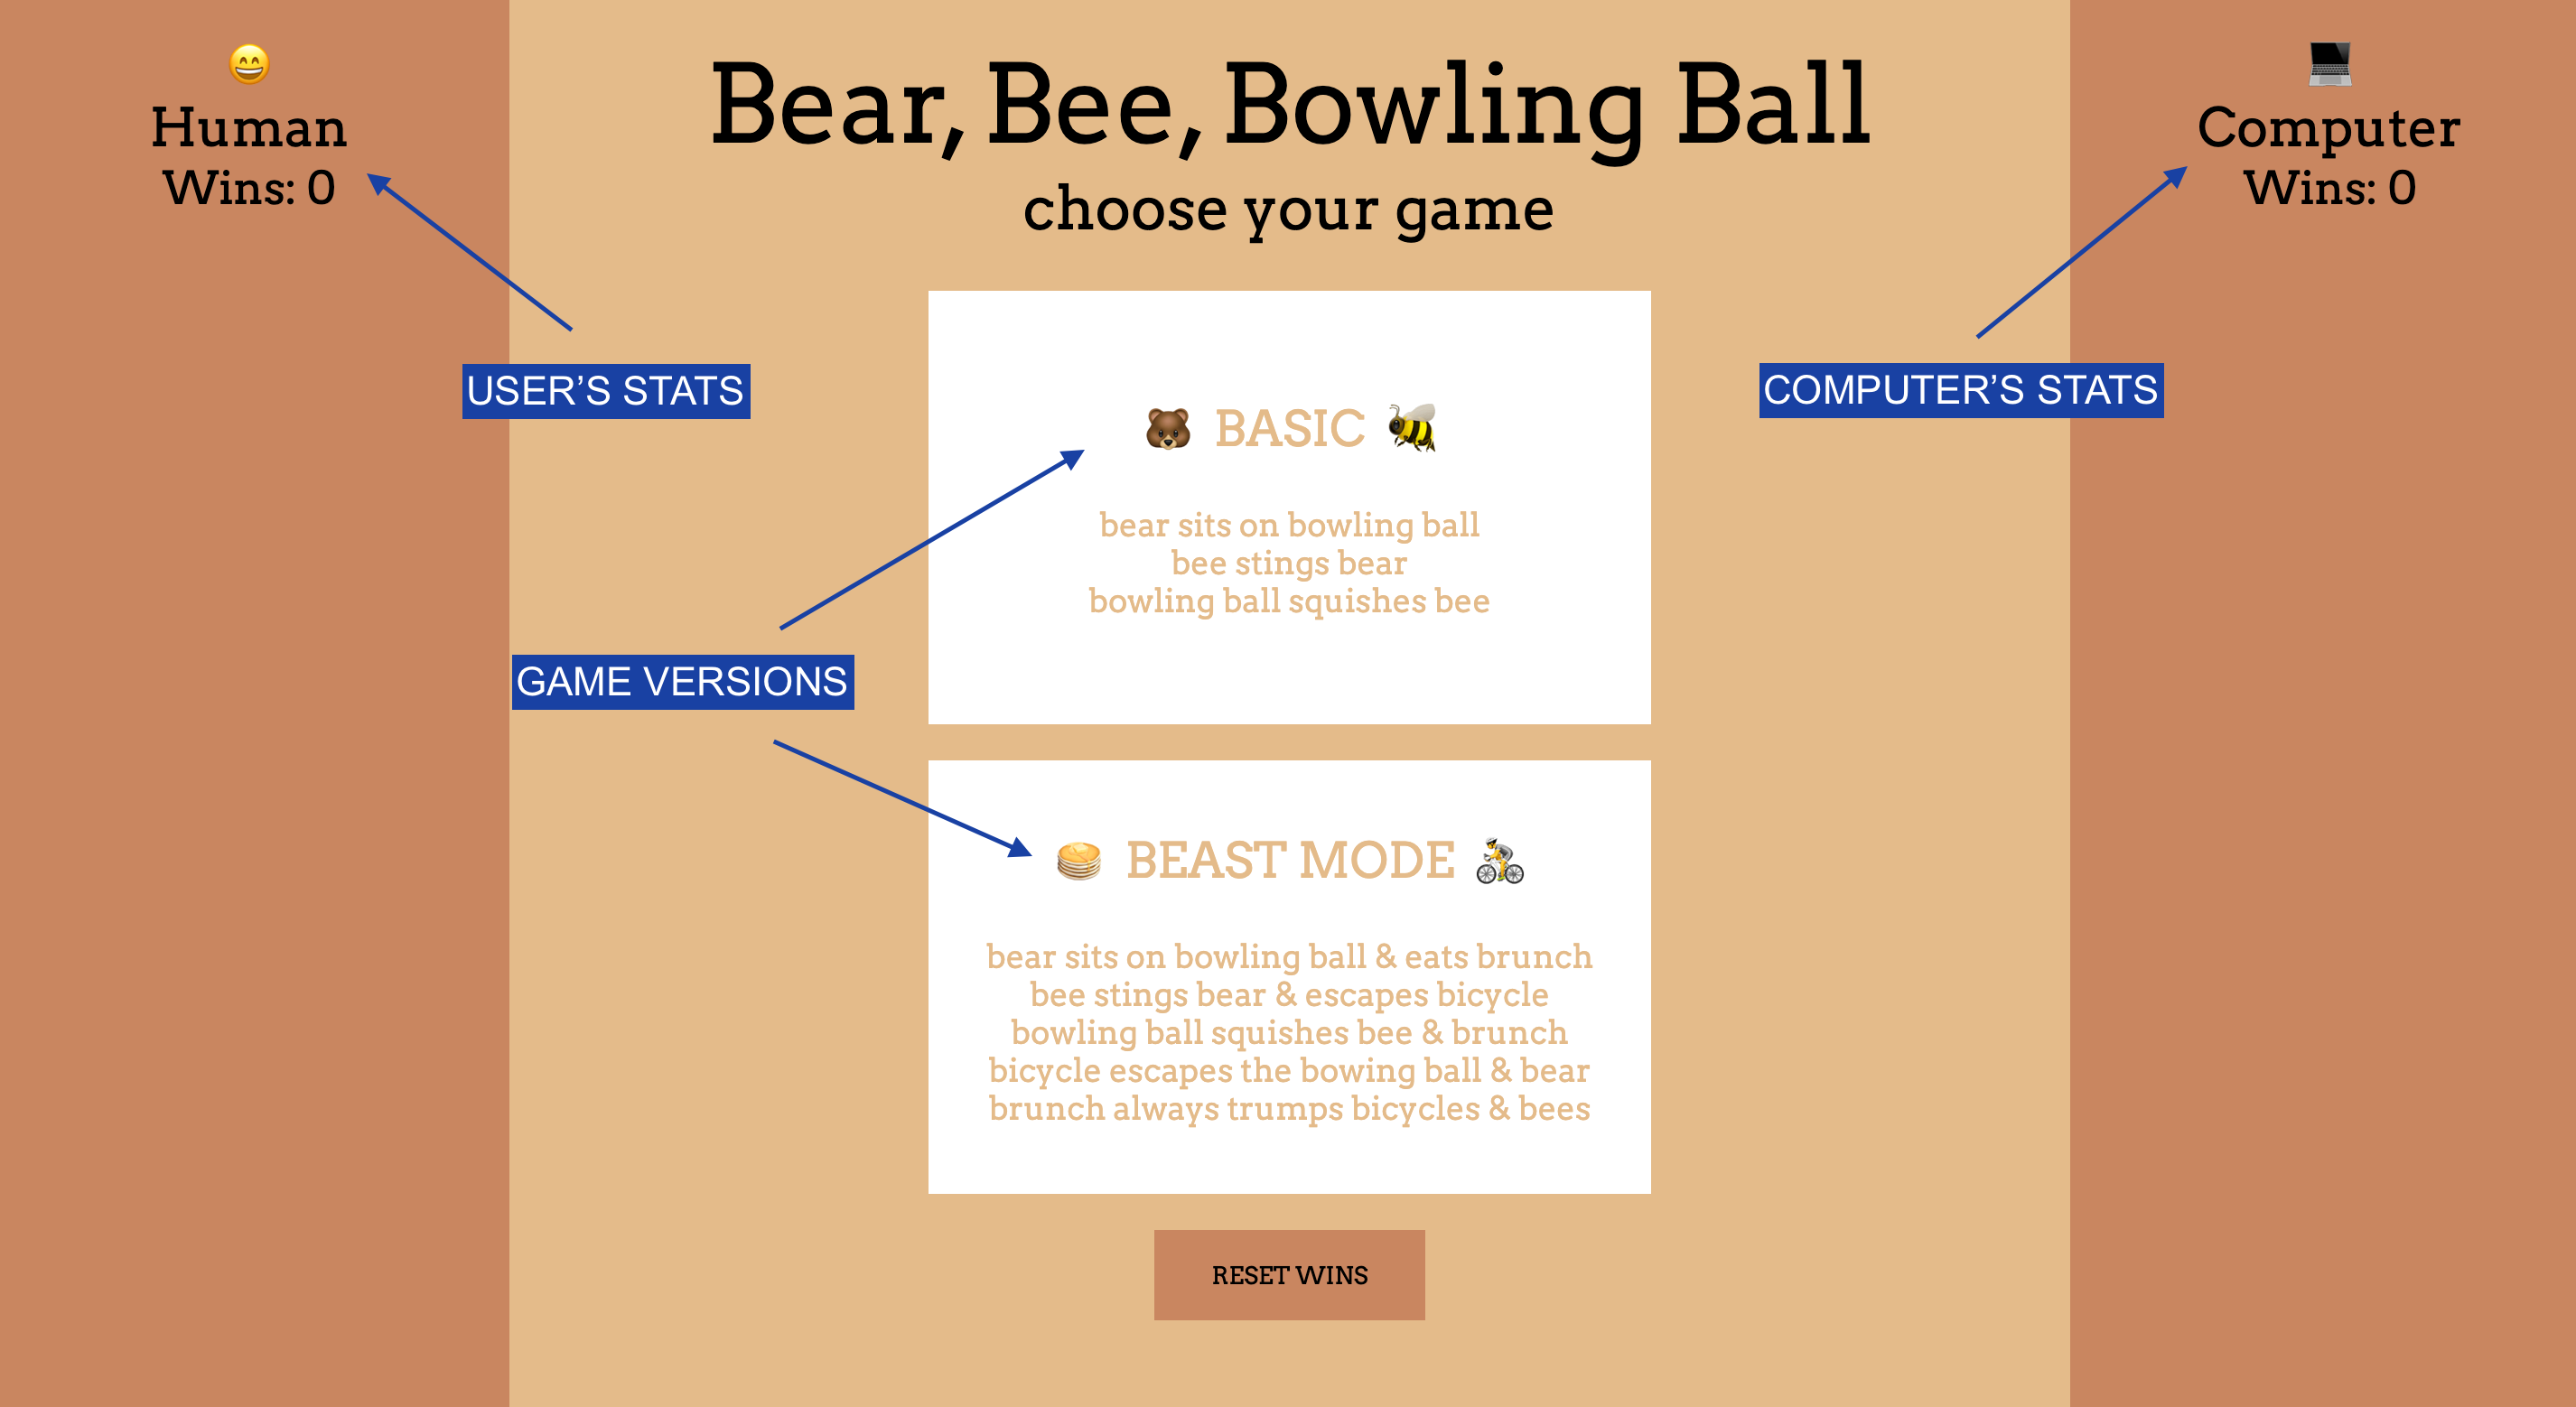 Human
Wins: 0
Bear, Bee, Bowling Ball
choose your game
Computer
Wins: 0
USER’S STATS
COMPUTER’S STATS
BASIC
bear sits on bowling ball
bee stings bear
bowling ball squishes bee
GAME VERSIONS
BEAST MODE
bear sits on bowling ball & eats brunch
bee stings bear & escapes bicycle
bowling ball squishes bee & brunch
bicycle escapes the bowing ball & bear
brunch always trumps bicycles & bees
RESET WINS